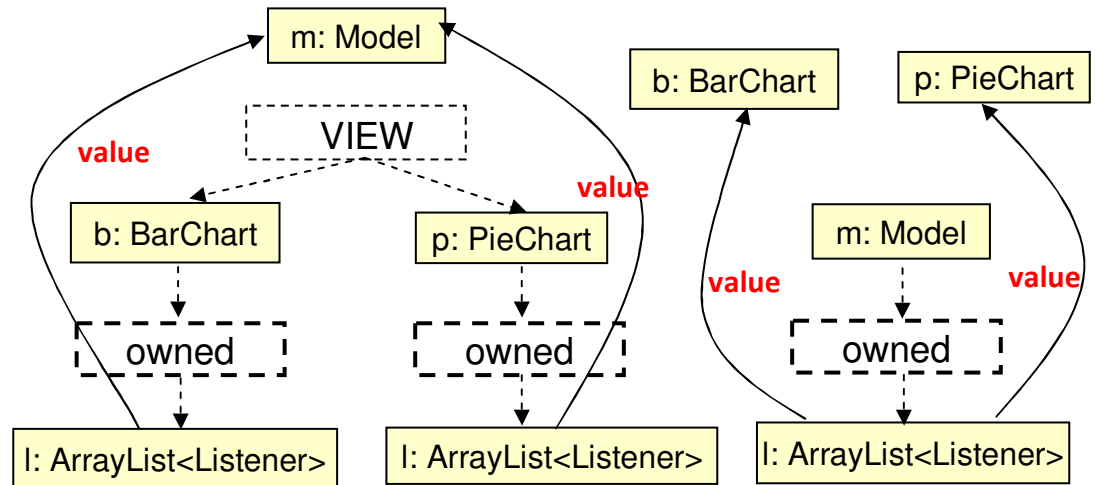 m: Model
VIEW
value
value
b: BarChart
p: PieChart
owned
owned
l: ArrayList<Listener>
l: ArrayList<Listener>
b: BarChart
p: PieChart
m: Model
value
value
owned
l: ArrayList<Listener>